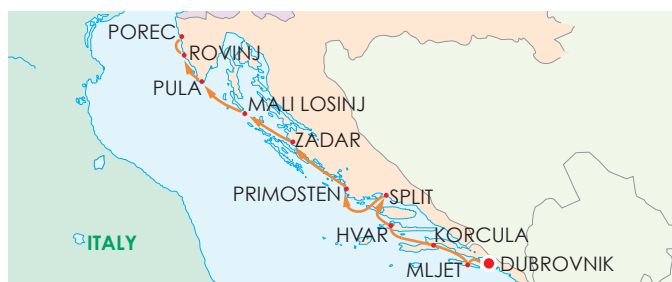 POREC
ROVINJ
PULA
MALI LOSINJ
ZADAR
PRIMOSTEN
SPLIT
HVAR
KORCULA
ITALY
MLJET
DUBROVNIK